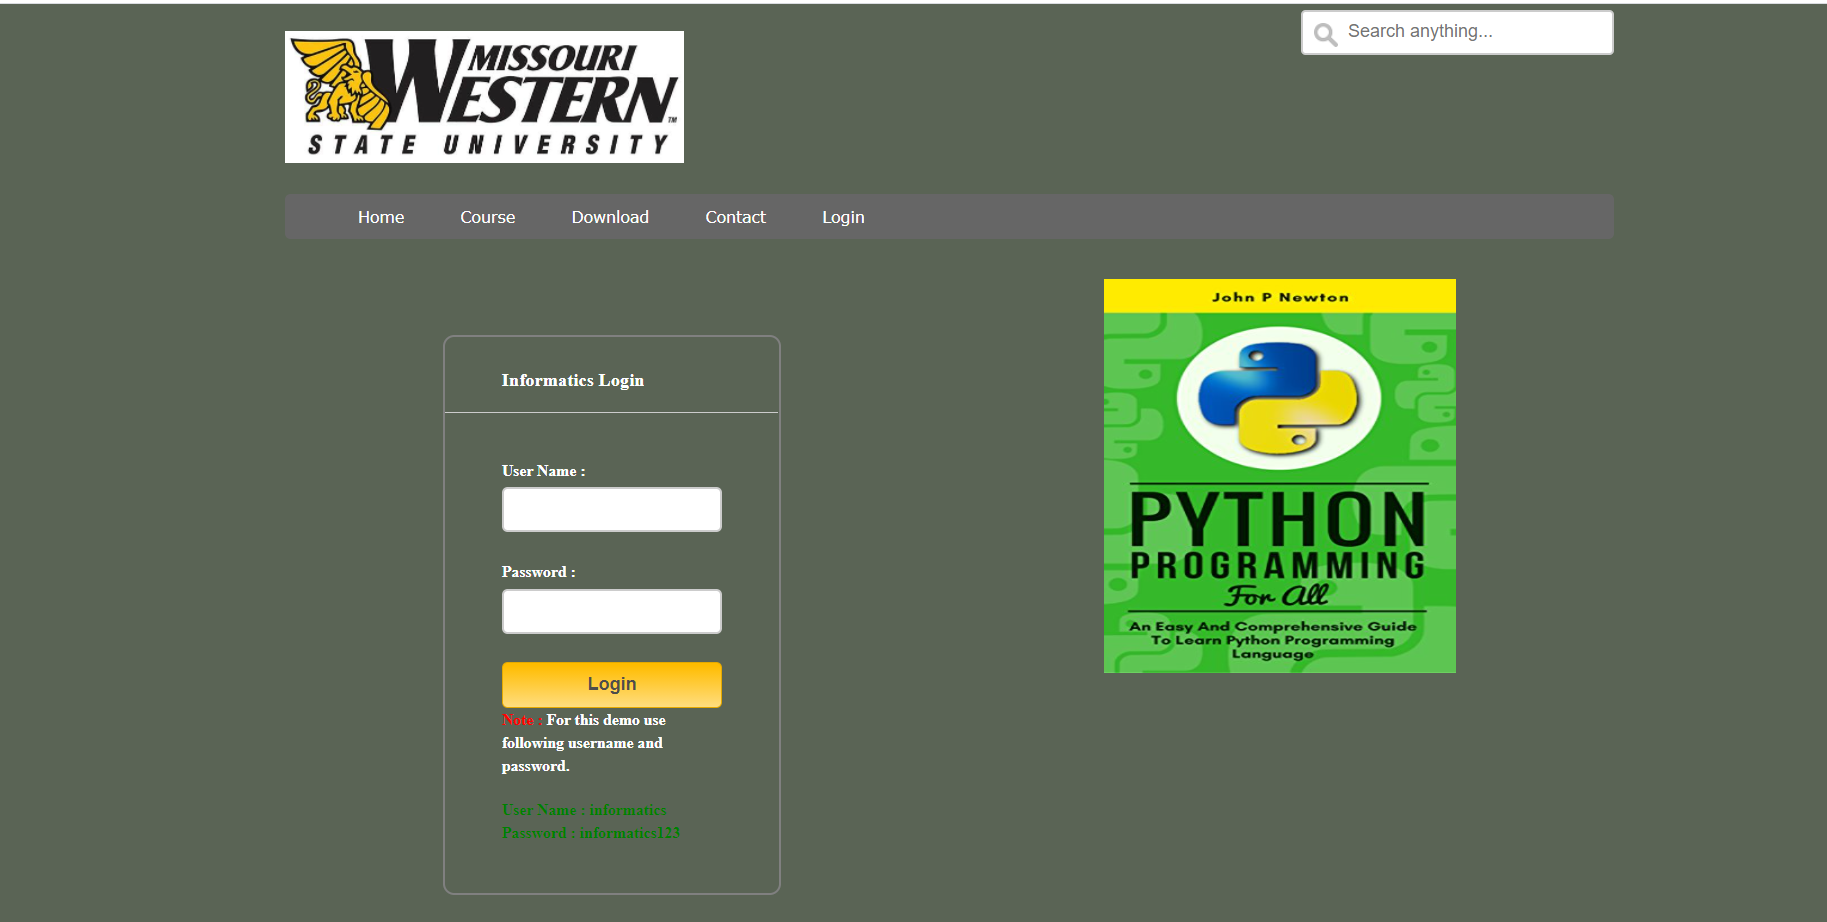 Search anything...
MISSOURI
WESTERN™
STATE UNIVERSITY
Home Course Download Contact Login
Informatics Login
User Name :
Password :
Login
Note : For this demo use
following username and
password.
User Name : informatics
Password : informatics123
John P Newton
PYTHON
PROGRAMMING
For All
An Easy And Comprehensive Guide
To Learn Python Programming
Language